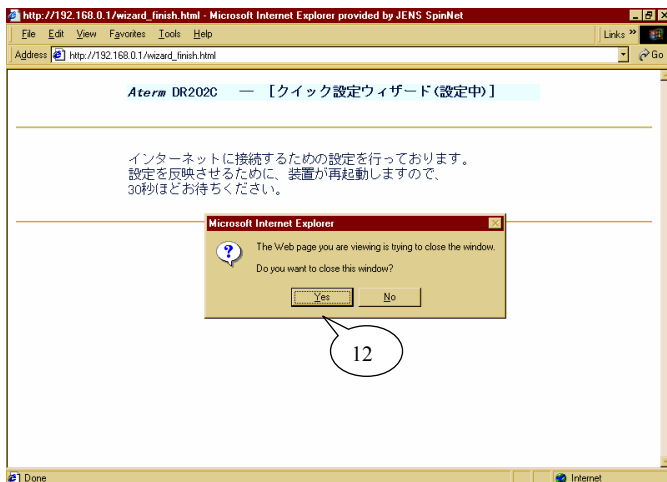 http://192.168.0.1/wizard_finish.html - Microsoft Internet Explorer provided by JENS SpinNet
File Edit View Favorites Tools Help Links »
Address http://192.168.0.1/wizard_finish.html Go
Aterm DR202C — [クイック設定ウィザード(設定中)]
インターネットに接続するための設定を行っております。
設定を反映させるために、装置が再起動しますので、
30秒ほどお待ちください。
Microsoft Internet Explorer
The Web page you are viewing is trying to close the window.
Do you want to close this window?
Yes No
12
Done Internet